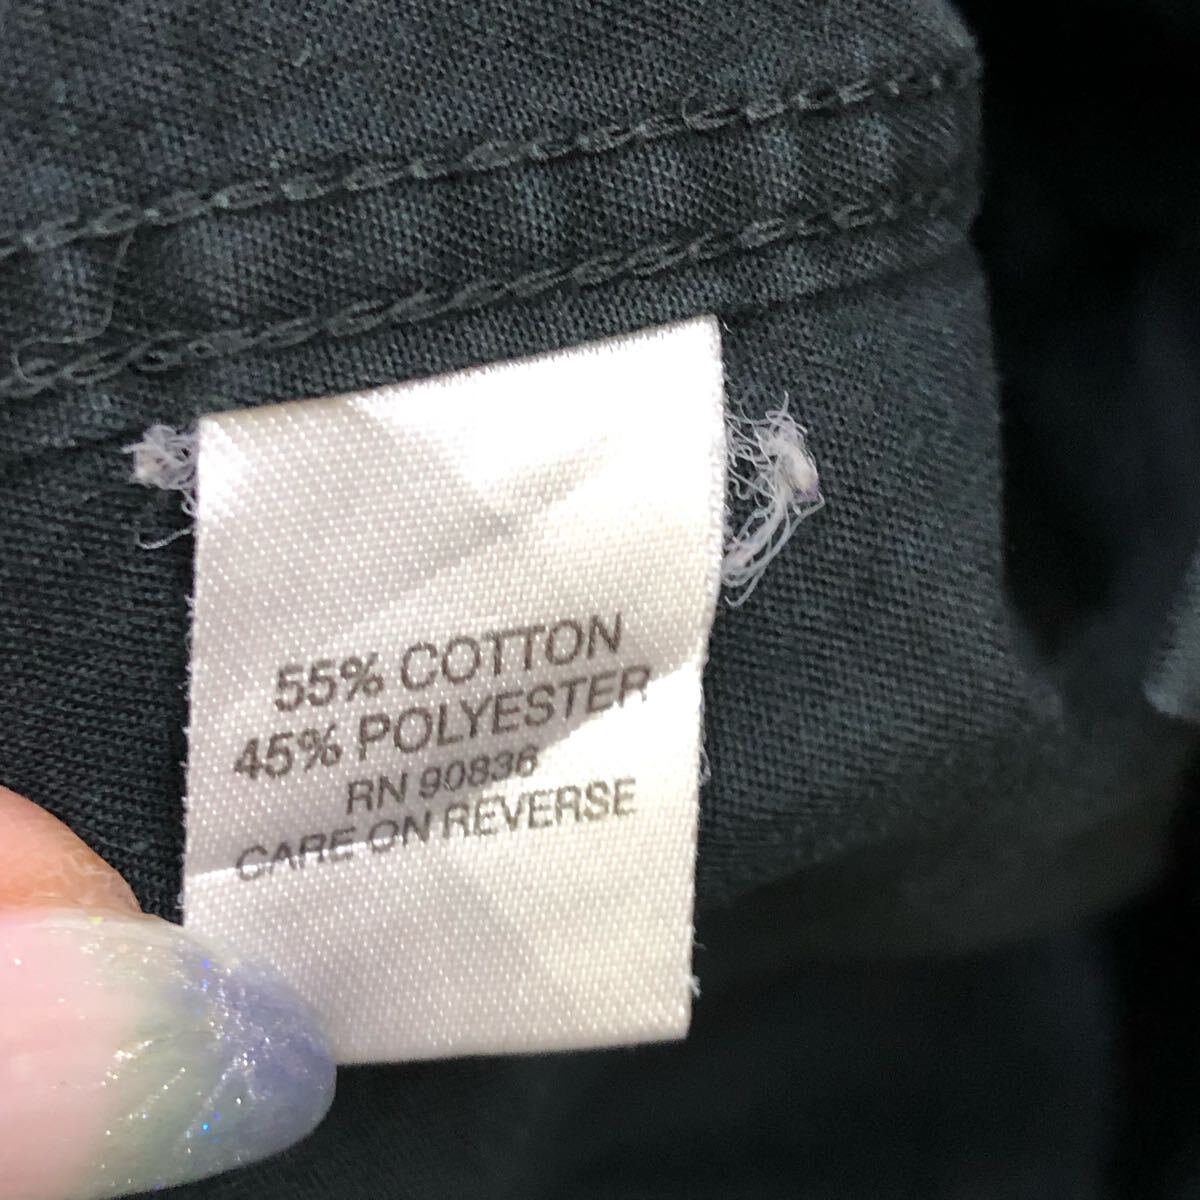 55% COTTON
45% POLYESTER
RN 90836
CARE ON REVERSE